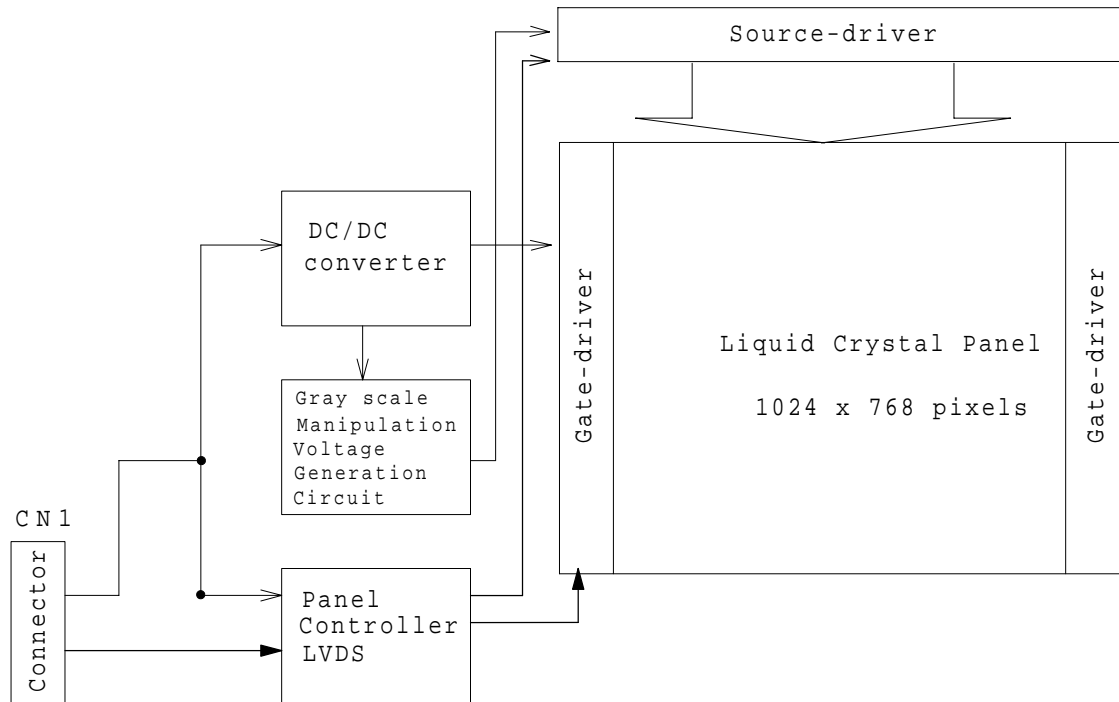 Source-driver
DC/DC
converter
Gate-driver
Liquid Crystal Panel
1024 x 768 pixels
Gate-driver
Gray scale
Manipulation
Voltage
Generation
Circuit
CN1
Connector
Panel
Controller
LVDS